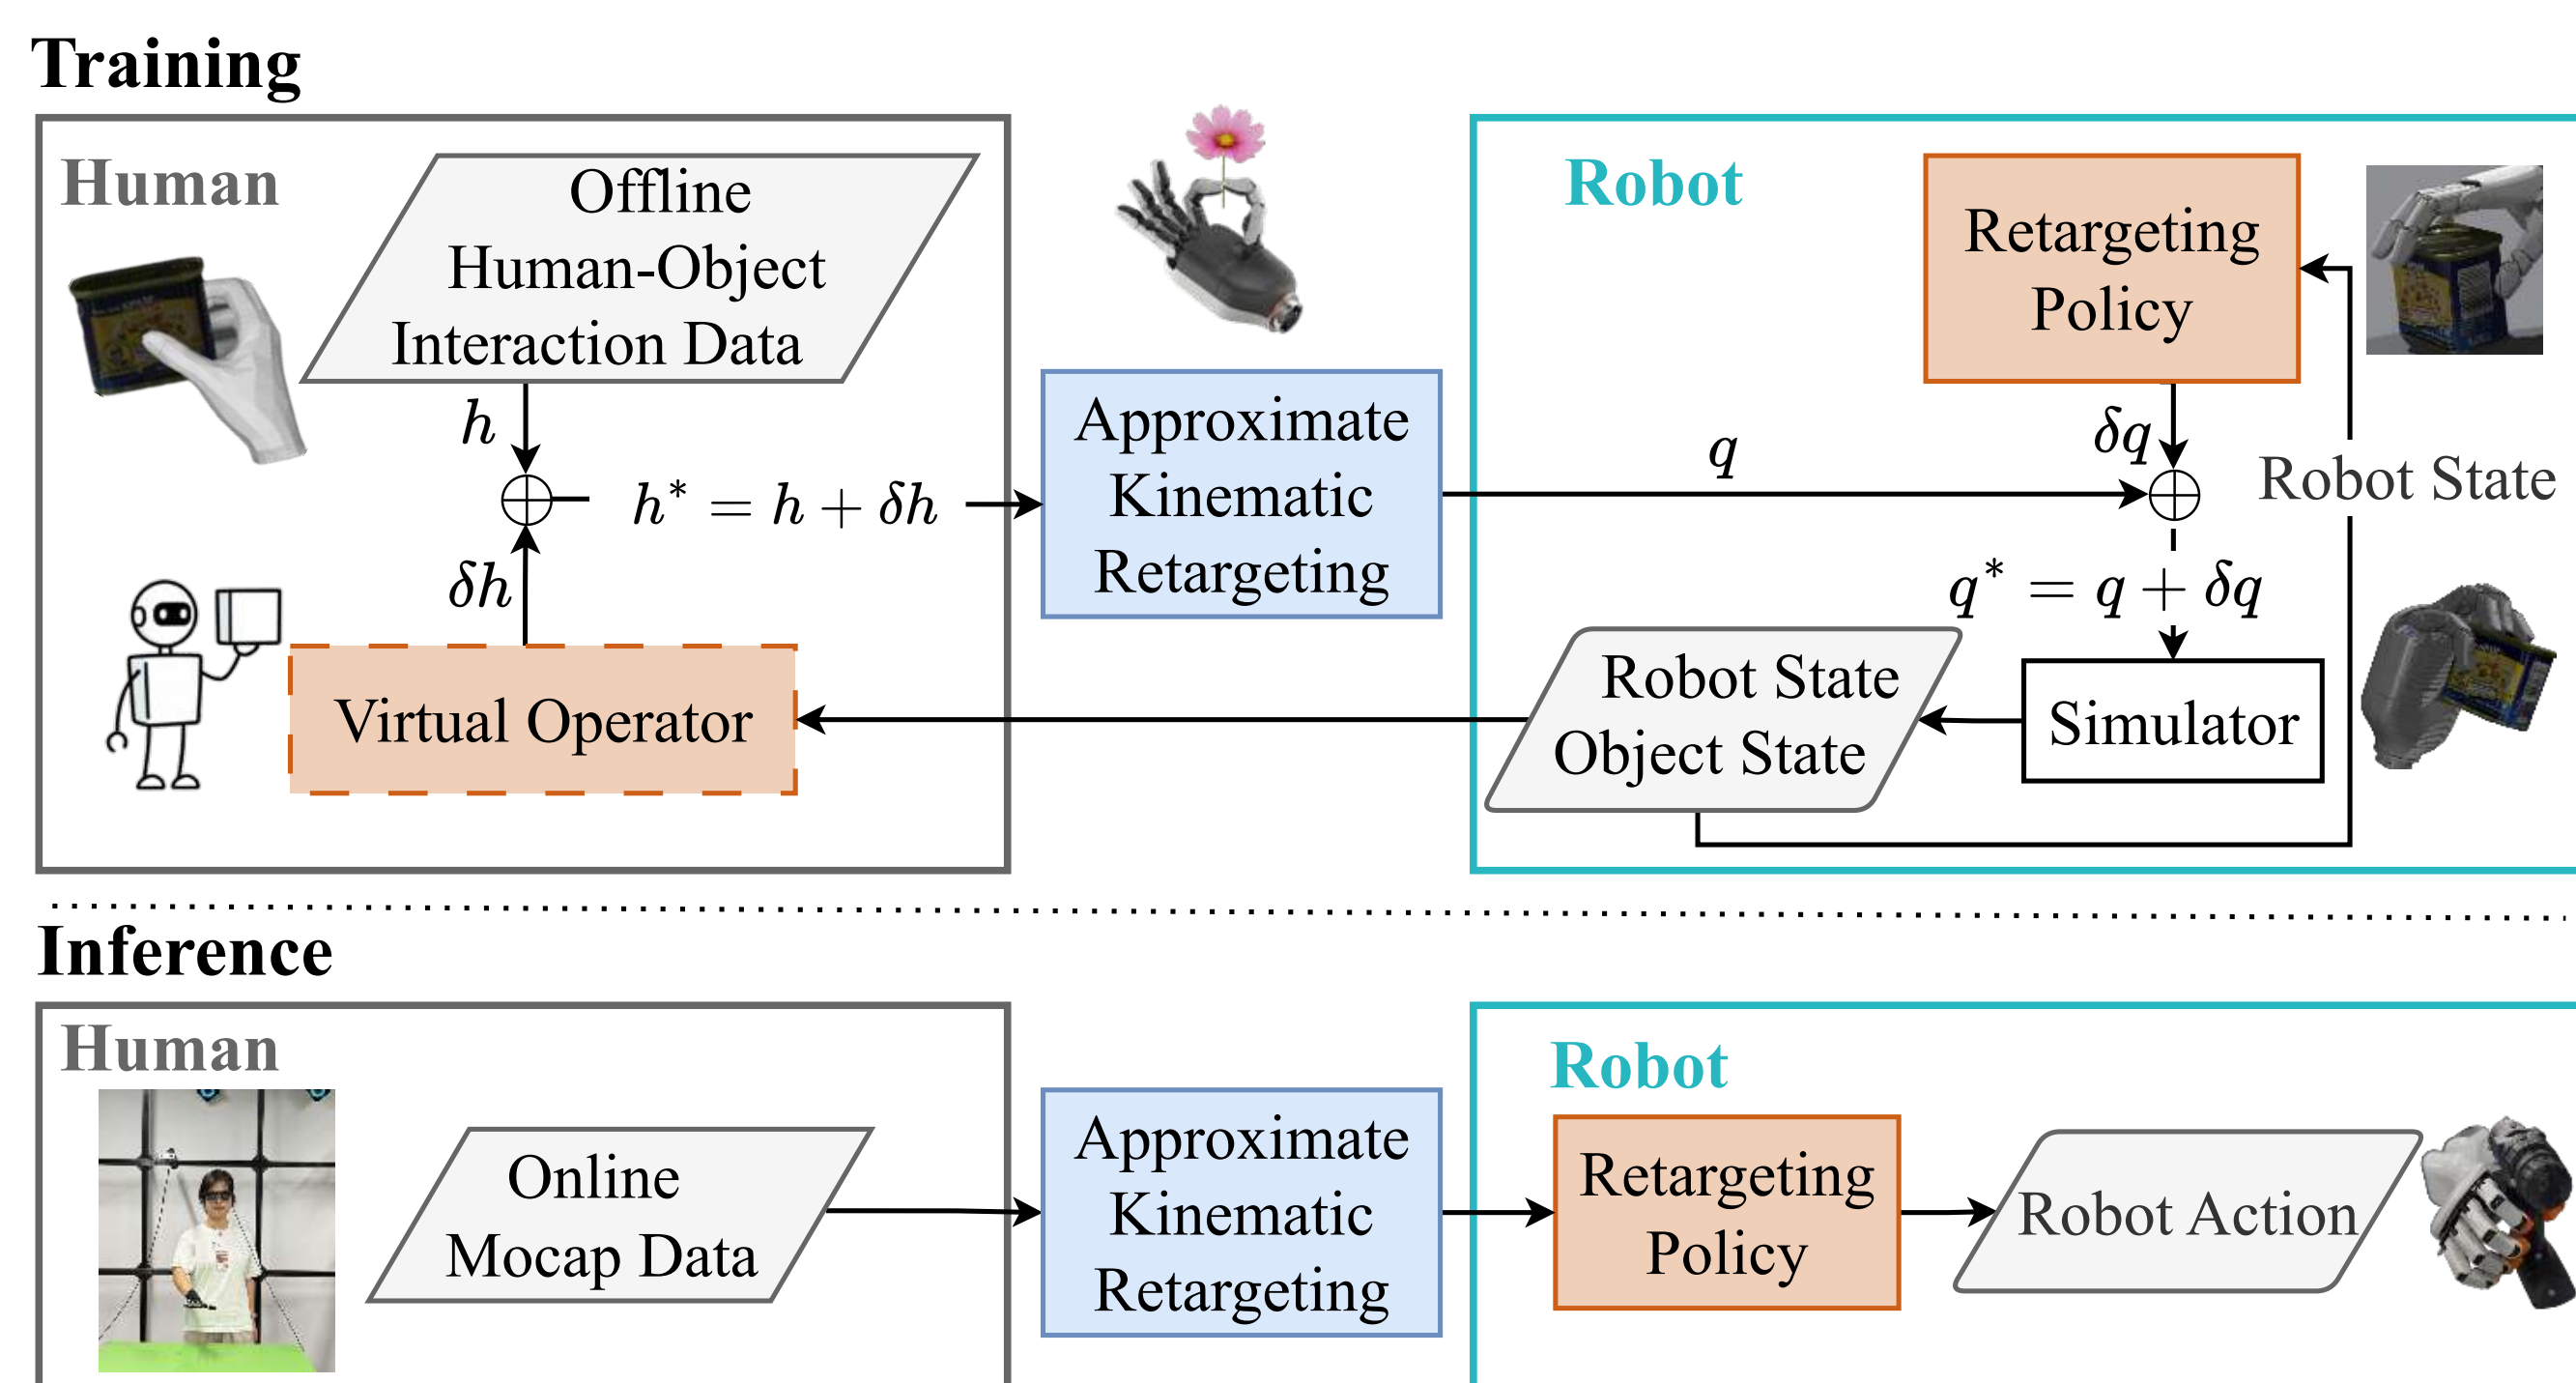 Training
Human
Offline
Human-Object
Interaction Data
h
h* = h + δh
δh
Virtual Operator
Approximate
Kinematic
Retargeting
Robot
Retargeting
Policy
q
δq
Robot State
q* = q + δq
Robot State
Object State
Simulator
Inference
Human
Online
Mocap Data
Approximate
Kinematic
Retargeting
Robot
Retargeting
Policy
Robot Action